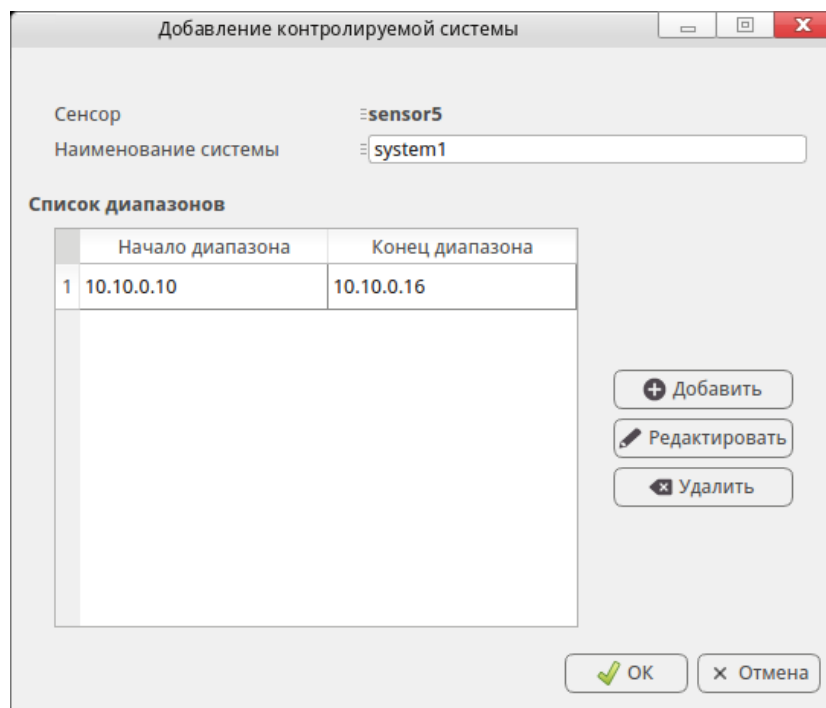 Добавление контролируемой системы
Сенсор sensor5
Наименование системы system1
Список диапазонов
Начало диапазона Конец диапазона
1 10.10.0.10 10.10.0.16
Добавить
Редактировать
Удалить
ОК Отмена